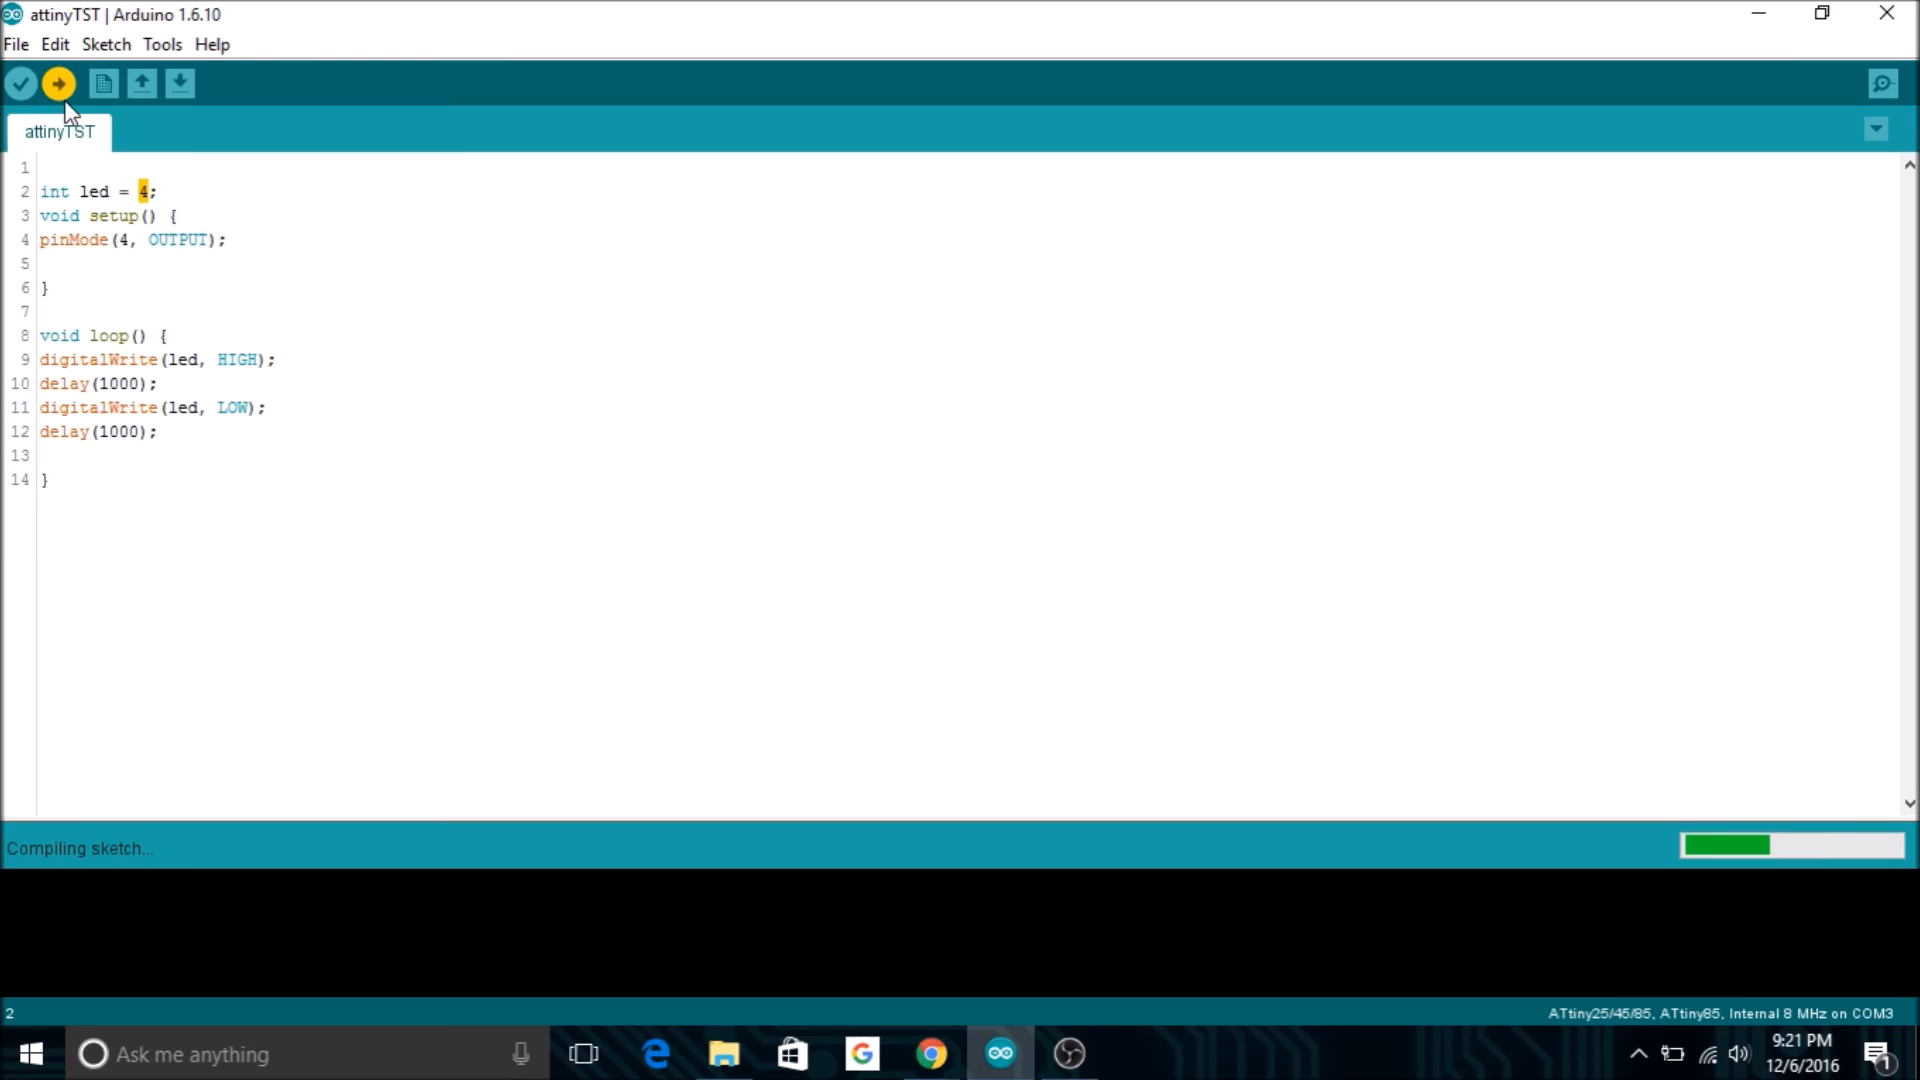 attinyTST | Arduino 1.6.10
File Edit Sketch Tools Help
attinyTST
1
2 int led = 4;
3 void setup() {
4 pinMode(4, OUTPUT);
5
6 }
7
8 void loop() {
9 digitalWrite(led, HIGH);
10 delay(1000);
11 digitalWrite(led, LOW);
12 delay(1000);
13
14 }
Compiling sketch...
2 ATtiny25/45/85, ATtiny85, Internal 8 MHz on COM3
Ask me anything
9:21 PM
12/6/2016
1